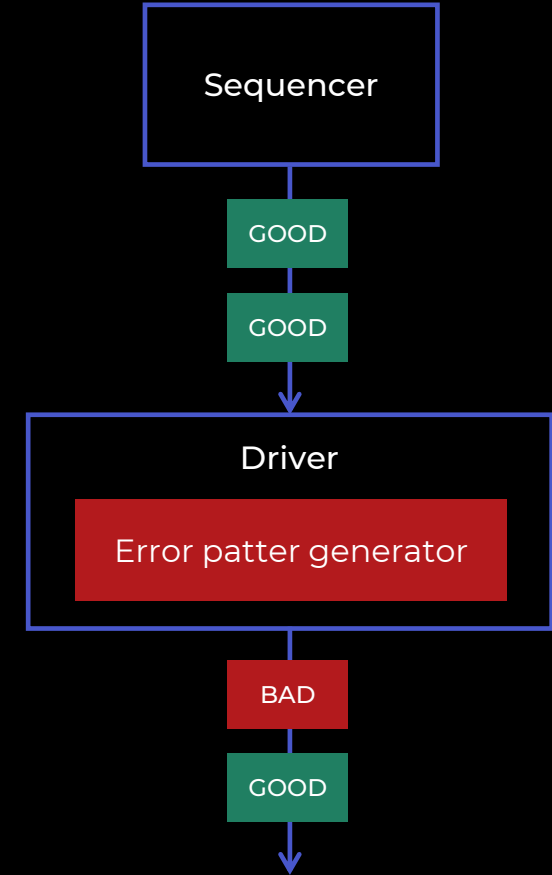 Sequencer
GOOD
GOOD
Driver
Error patter generator
BAD
GOOD